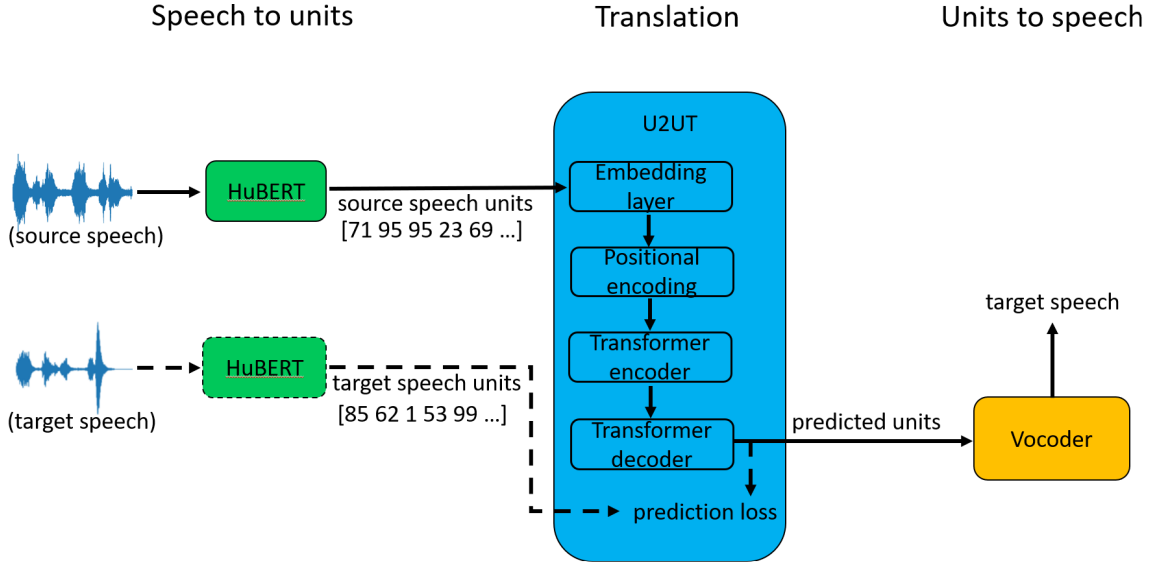 Speech to units
Translation
Units to speech
U2UT
HuBERT
Embedding
layer
source speech units
[71 95 95 23 69 ...]
(source speech)
Positional
encoding
target speech
HuBERT
Transformer
encoder
target speech units
[85 62 1 53 99 ...]
(target speech)
Transformer
decoder
predicted units
Vocoder
prediction loss